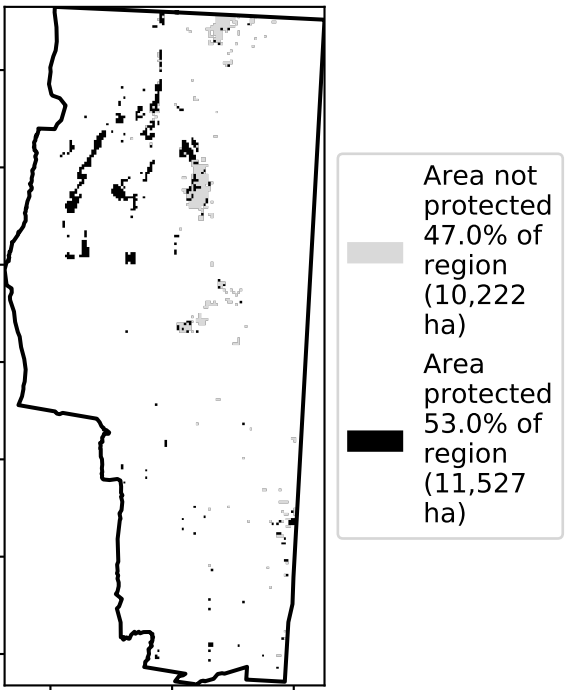 Area not
protected
47.0% of
region
(10,222
ha)
Area
protected
53.0% of
region
(11,527
ha)